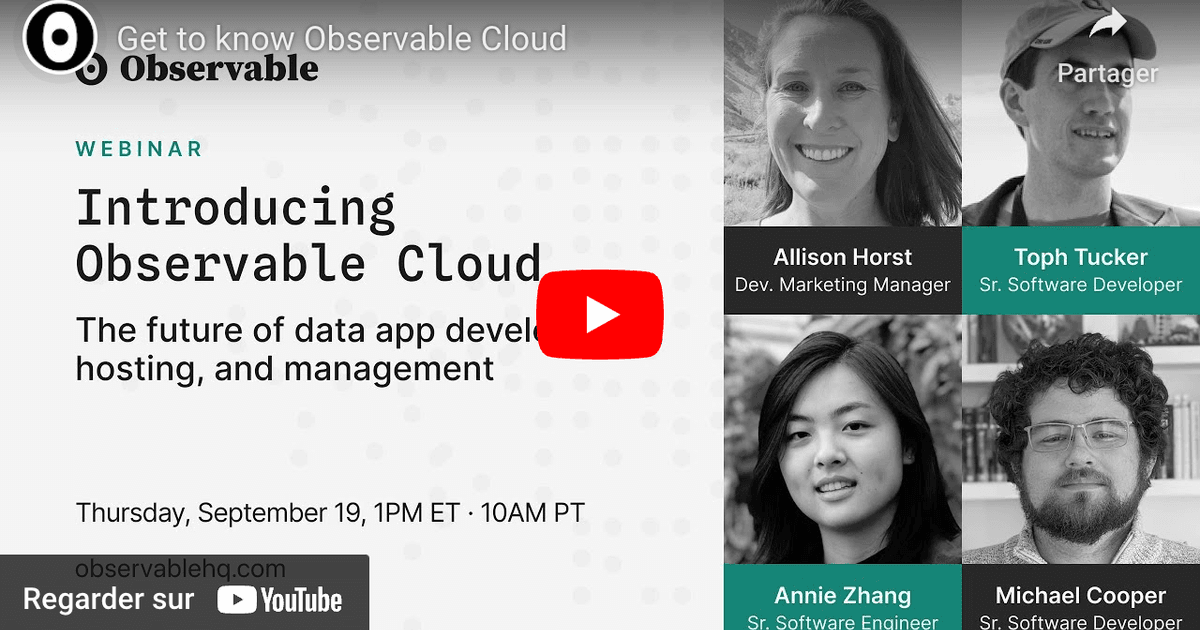 Get to know Observable Cloud
Observable
WEBINAR
Introducing
Observable Cloud
The future of data app devel
hosting, and management
Thursday, September 19, 1PM ET · 10AM PT
observablehq.com
Regarder sur YouTube
Partager
Allison Horst
Dev. Marketing Manager
Toph Tucker
Sr. Software Developer
Annie Zhang
Sr. Software Engineer
Michael Cooper
Sr. Software Developer